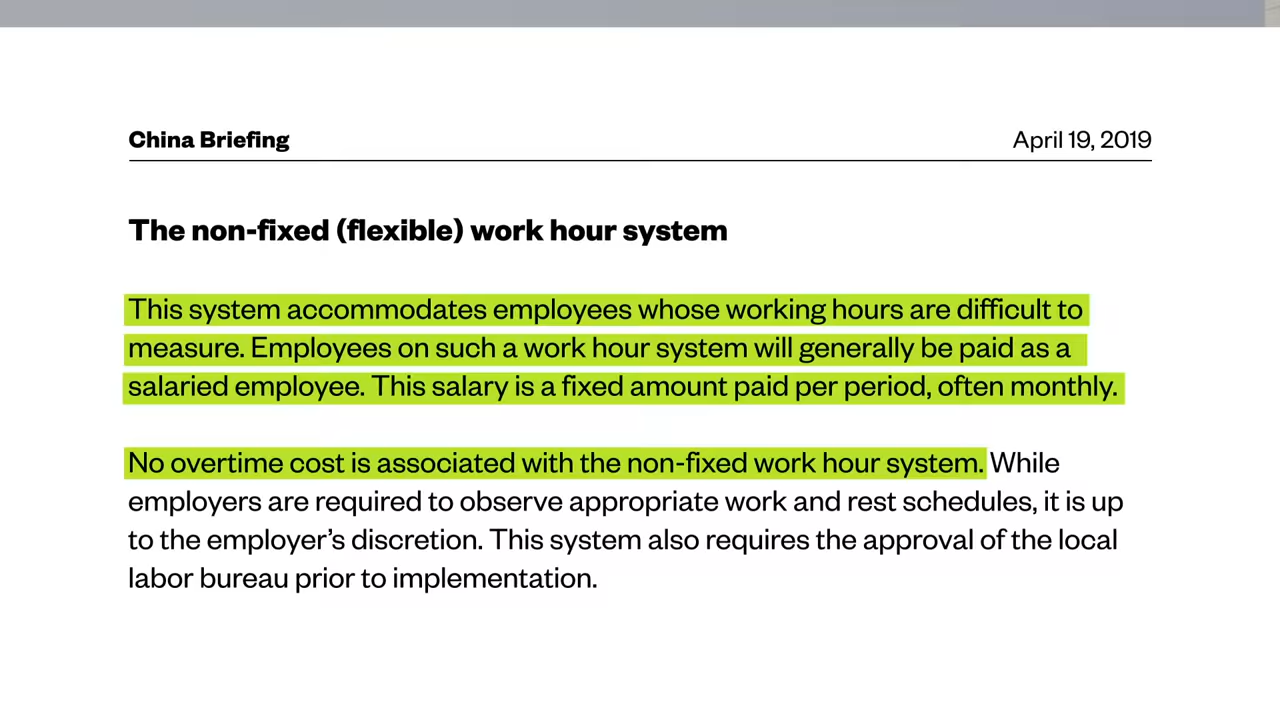 China Briefing
April 19, 2019
The non-fixed (flexible) work hour system
This system accommodates employees whose working hours are difficult to
measure. Employees on such a work hour system will generally be paid as a
salaried employee. This salary is a fixed amount paid per period, often monthly.
No overtime cost is associated with the non-fixed work hour system. While
employers are required to observe appropriate work and rest schedules, it is up
to the employer’s discretion. This system also requires the approval of the local
labor bureau prior to implementation.